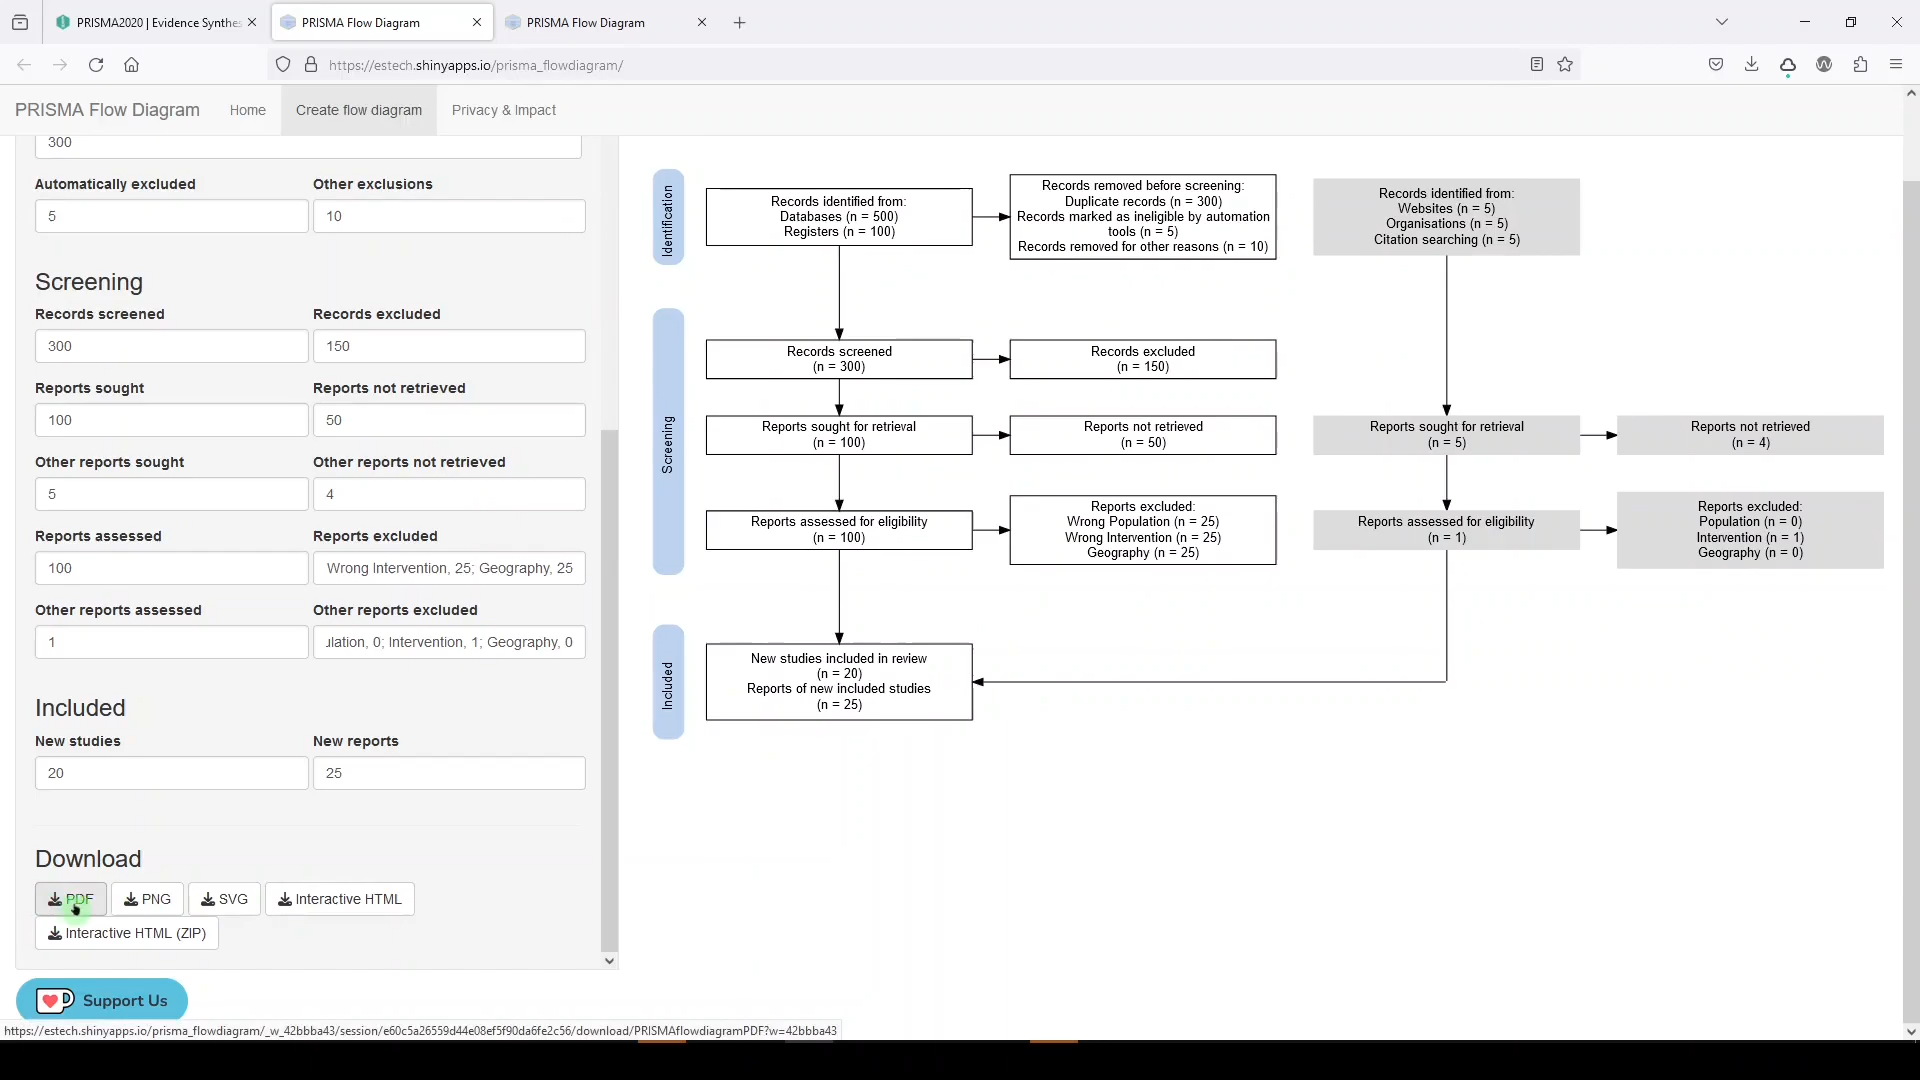 PRISMA2020 | Evidence Synthes
PRISMA Flow Diagram
PRISMA Flow Diagram
https://estech.shinyapps.io/prisma_flowdiagram/
PRISMA Flow Diagram
Home
Create flow diagram
Privacy & Impact
300
Automatically excluded
Other exclusions
5
10
Screening
Records screened
Records excluded
300
150
Reports sought
Reports not retrieved
100
50
Other reports sought
Other reports not retrieved
5
4
Reports assessed
Reports excluded
100
Wrong Intervention, 25; Geography, 25
Other reports assessed
Other reports excluded
1
ulation, 0; Intervention, 1; Geography, 0
Included
New studies
New reports
20
25
Download
PDF
PNG
SVG
Interactive HTML
Interactive HTML (ZIP)
Support Us
https://estech.shinyapps.io/prisma_flowdiagram/_w_42bbba43/session/e60c5a26559d44e08ef5f90da6fe2c56/download/PRISMAflowdiagramPDF?w=42bbba43
Identification
Records identified from:
Databases (n = 500)
Registers (n = 100)
Records removed before screening:
Duplicate records (n = 300)
Records marked as ineligible by automation
tools (n = 5)
Records removed for other reasons (n = 10)
Records identified from:
Websites (n = 5)
Organisations (n = 5)
Citation searching (n = 5)
Screening
Records screened
(n = 300)
Records excluded
(n = 150)
Reports sought for retrieval
(n = 100)
Reports not retrieved
(n = 50)
Reports sought for retrieval
(n = 5)
Reports not retrieved
(n = 4)
Reports assessed for eligibility
(n = 100)
Reports excluded:
Wrong Population (n = 25)
Wrong Intervention (n = 25)
Geography (n = 25)
Reports assessed for eligibility
(n = 1)
Reports excluded:
Population (n = 0)
Intervention (n = 1)
Geography (n = 0)
Included
New studies included in review
(n = 20)
Reports of new included studies
(n = 25)